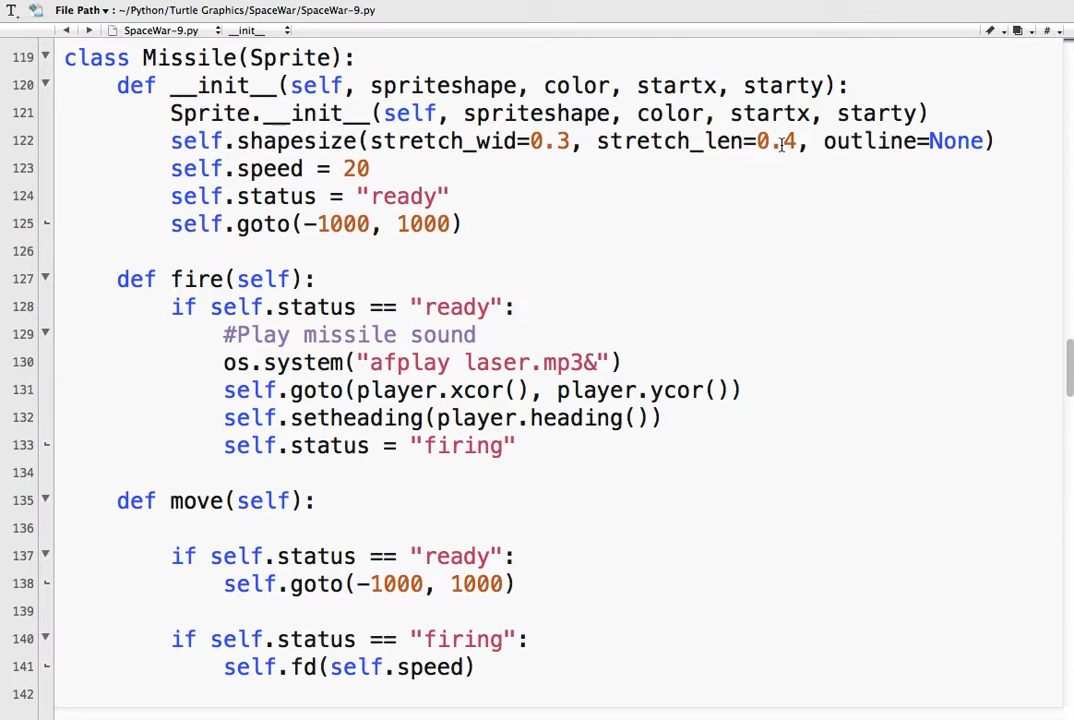 File Path ▾ : ~/Python/Turtle Graphics/SpaceWar/SpaceWar-9.py
SpaceWar-9.py __init__
119 class Missile(Sprite):
120 def __init__(self, spriteshape, color, startx, starty):
121 Sprite.__init__(self, spriteshape, color, startx, starty)
122 self.shapesize(stretch_wid=0.3, stretch_len=0.4, outline=None)
123 self.speed = 20
124 self.status = "ready"
125 self.goto(-1000, 1000)
126
127 def fire(self):
128 if self.status == "ready":
129 #Play missile sound
130 os.system("afplay laser.mp3&")
131 self.goto(player.xcor(), player.ycor())
132 self.setheading(player.heading())
133 self.status = "firing"
134
135 def move(self):
136
137 if self.status == "ready":
138 self.goto(-1000, 1000)
139
140 if self.status == "firing":
141 self.fd(self.speed)
142